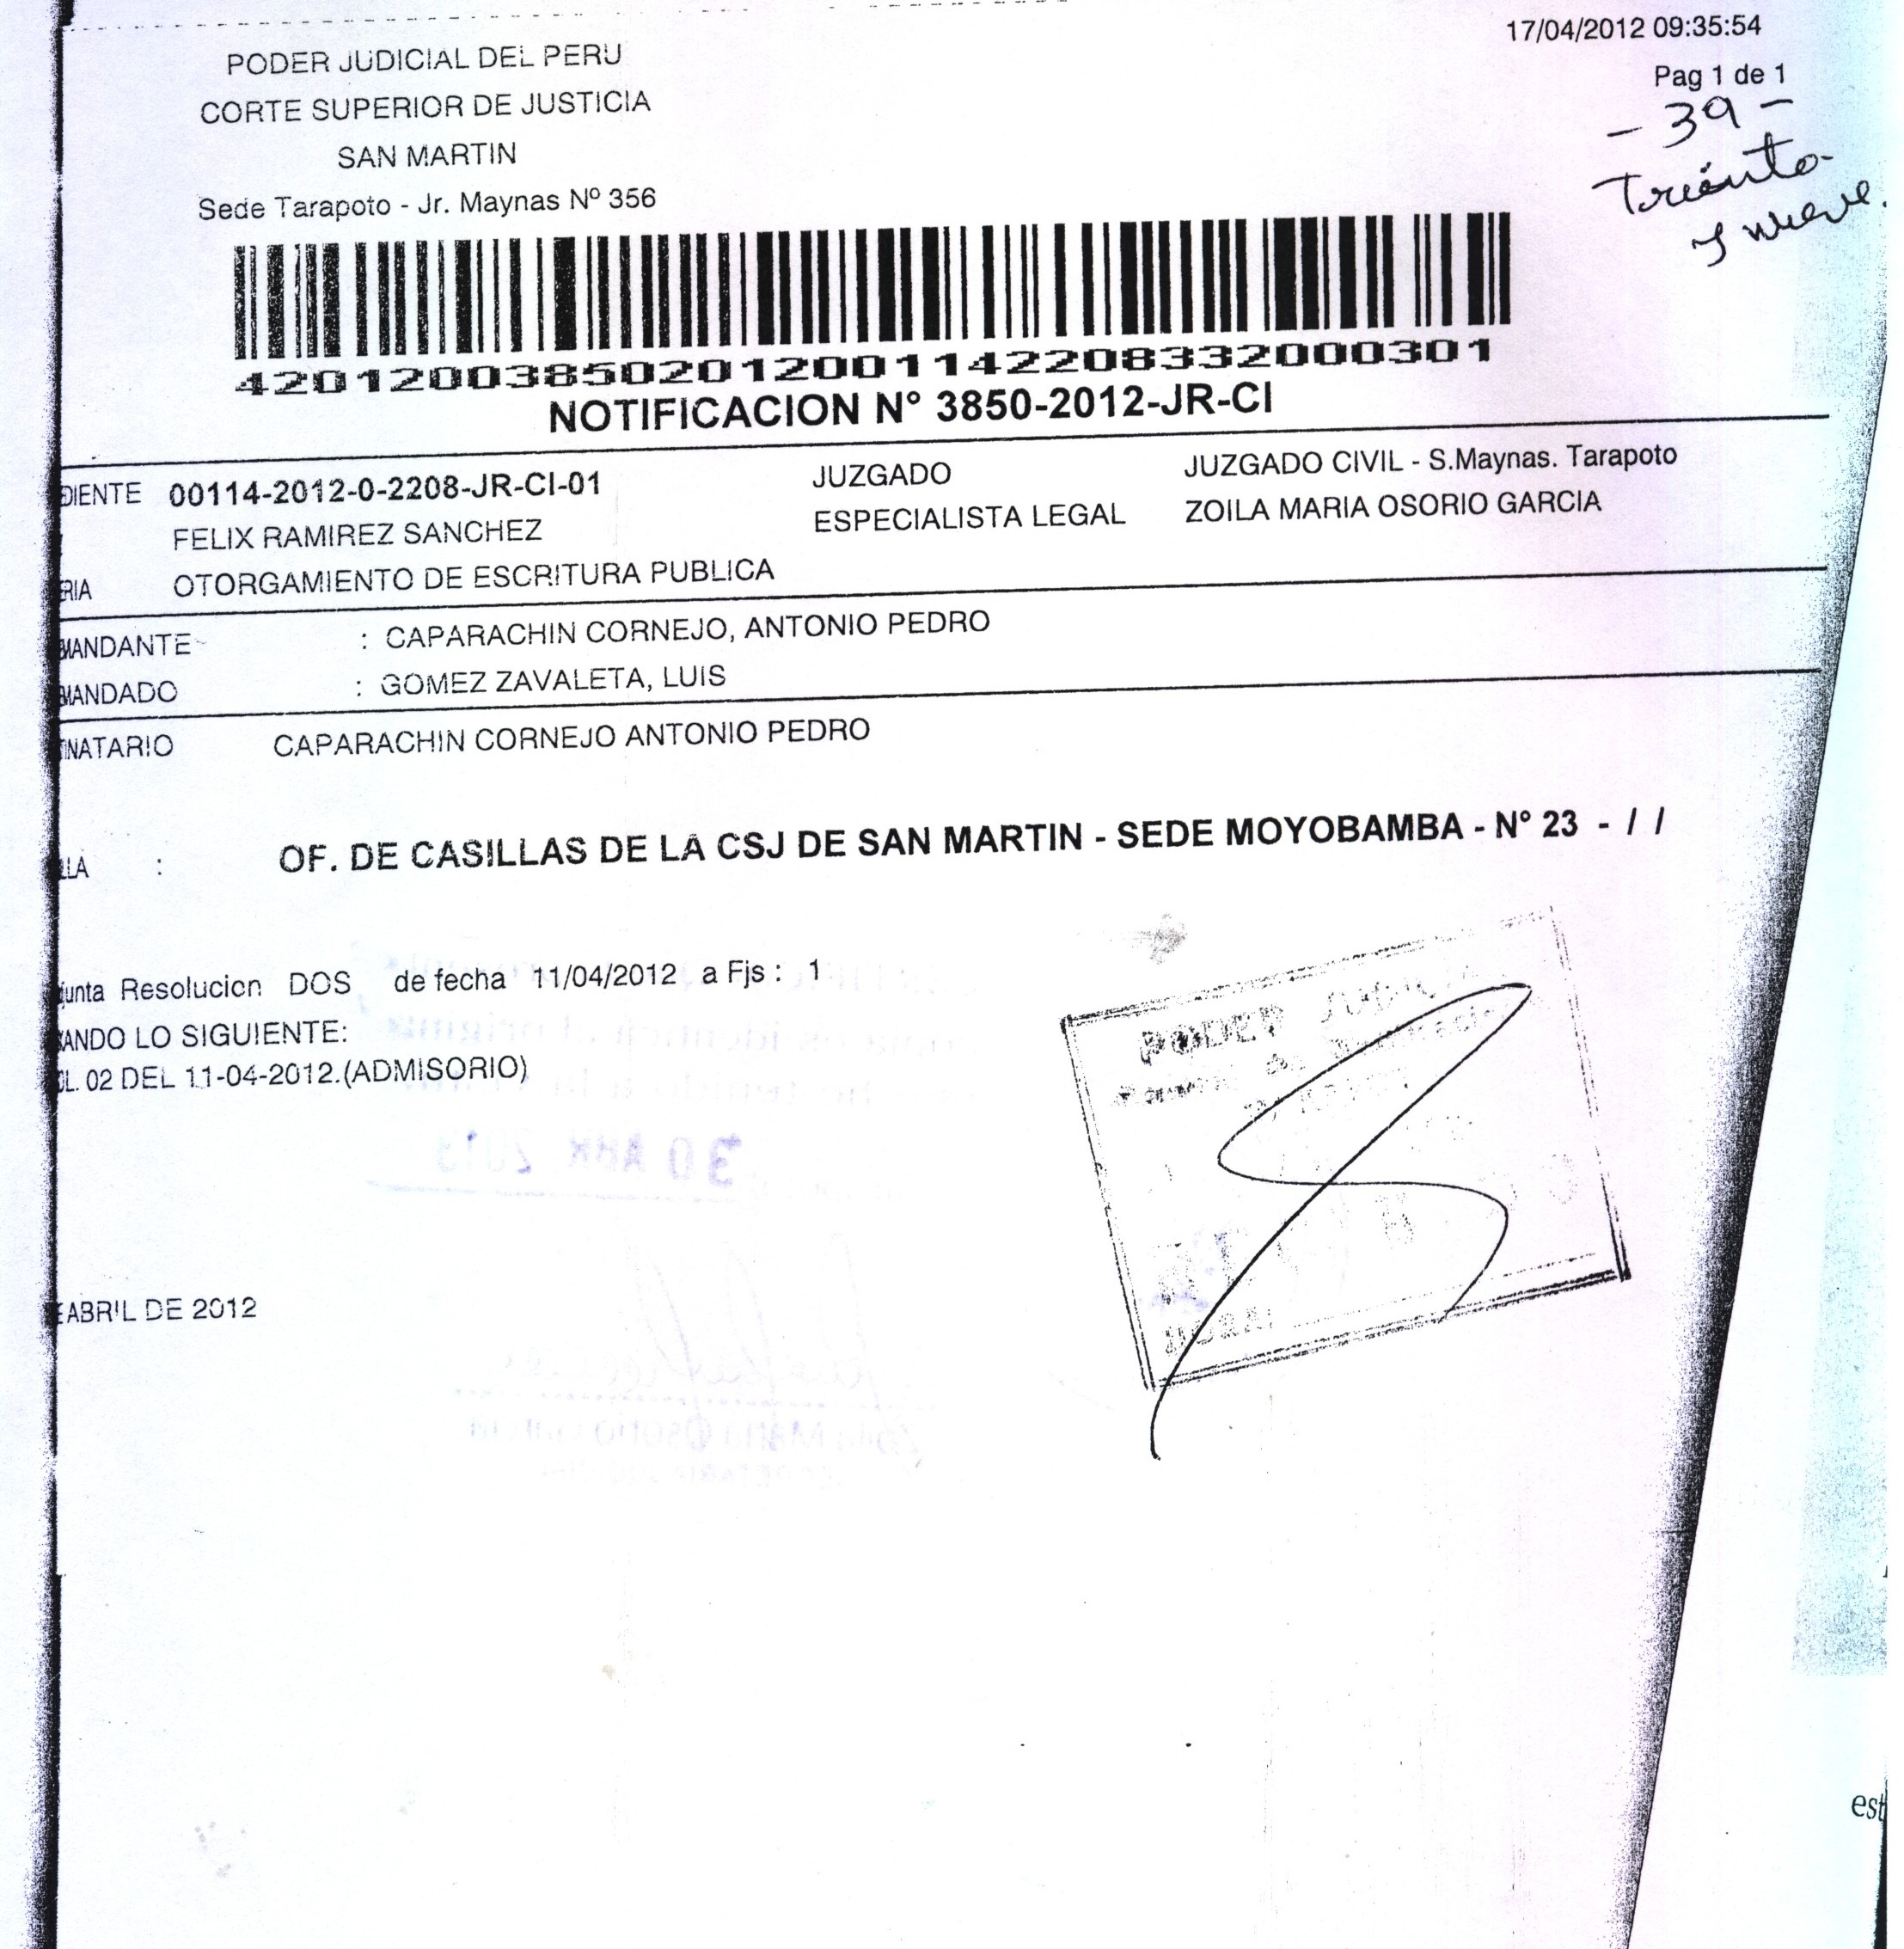 17/04/2012 09:35:54
Pag 1 de 1
- 39 -
Treinta
y nueve.
PODER JUDICIAL DEL PERU
CORTE SUPERIOR DE JUSTICIA
SAN MARTIN
Sede Tarapoto - Jr. Maynas Nº 356
420120038502012001142208332000301
NOTIFICACION N° 3850-2012-JR-CI
DIENTE 00114-2012-0-2208-JR-CI-01 JUZGADO JUZGADO CIVIL - S.Maynas. Tarapoto
FELIX RAMIREZ SANCHEZ ESPECIALISTA LEGAL ZOILA MARIA OSORIO GARCIA
RIA OTORGAMIENTO DE ESCRITURA PUBLICA
MANDANTE : CAPARACHIN CORNEJO, ANTONIO PEDRO
MANDADO : GOMEZ ZAVALETA, LUIS
NATARIO CAPARACHIN CORNEJO ANTONIO PEDRO
LLA : OF. DE CASILLAS DE LA CSJ DE SAN MARTIN - SEDE MOYOBAMBA - N° 23 - / /
junta Resolucion DOS de fecha 11/04/2012 a Fjs : 1
ANDO LO SIGUIENTE:
L. 02 DEL 11-04-2012.(ADMISORIO)
PODER
30 ABR 2013
E ABRIL DE 2012
Zoila Maria Osorio Garcia
est